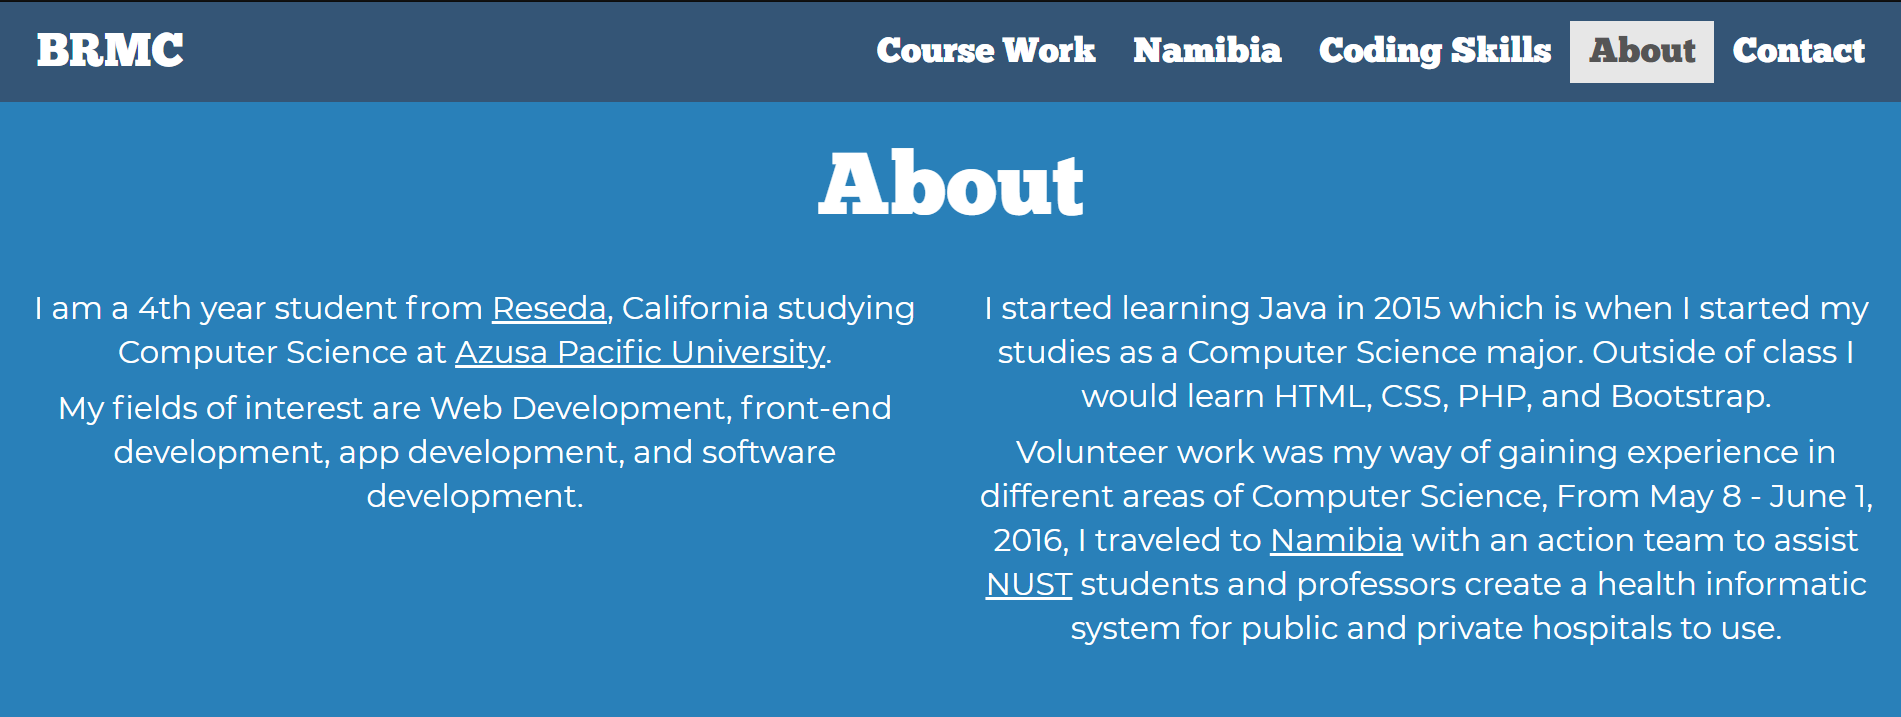 BRMC
Course Work Namibia Coding Skills About Contact
About
I am a 4th year student from Reseda, California studying
Computer Science at Azusa Pacific University.
My fields of interest are Web Development, front-end
development, app development, and software
development.
I started learning Java in 2015 which is when I started my
studies as a Computer Science major. Outside of class I
would learn HTML, CSS, PHP, and Bootstrap.
Volunteer work was my way of gaining experience in
different areas of Computer Science, From May 8 - June 1,
2016, I traveled to Namibia with an action team to assist
NUST students and professors create a health informatic
system for public and private hospitals to use.